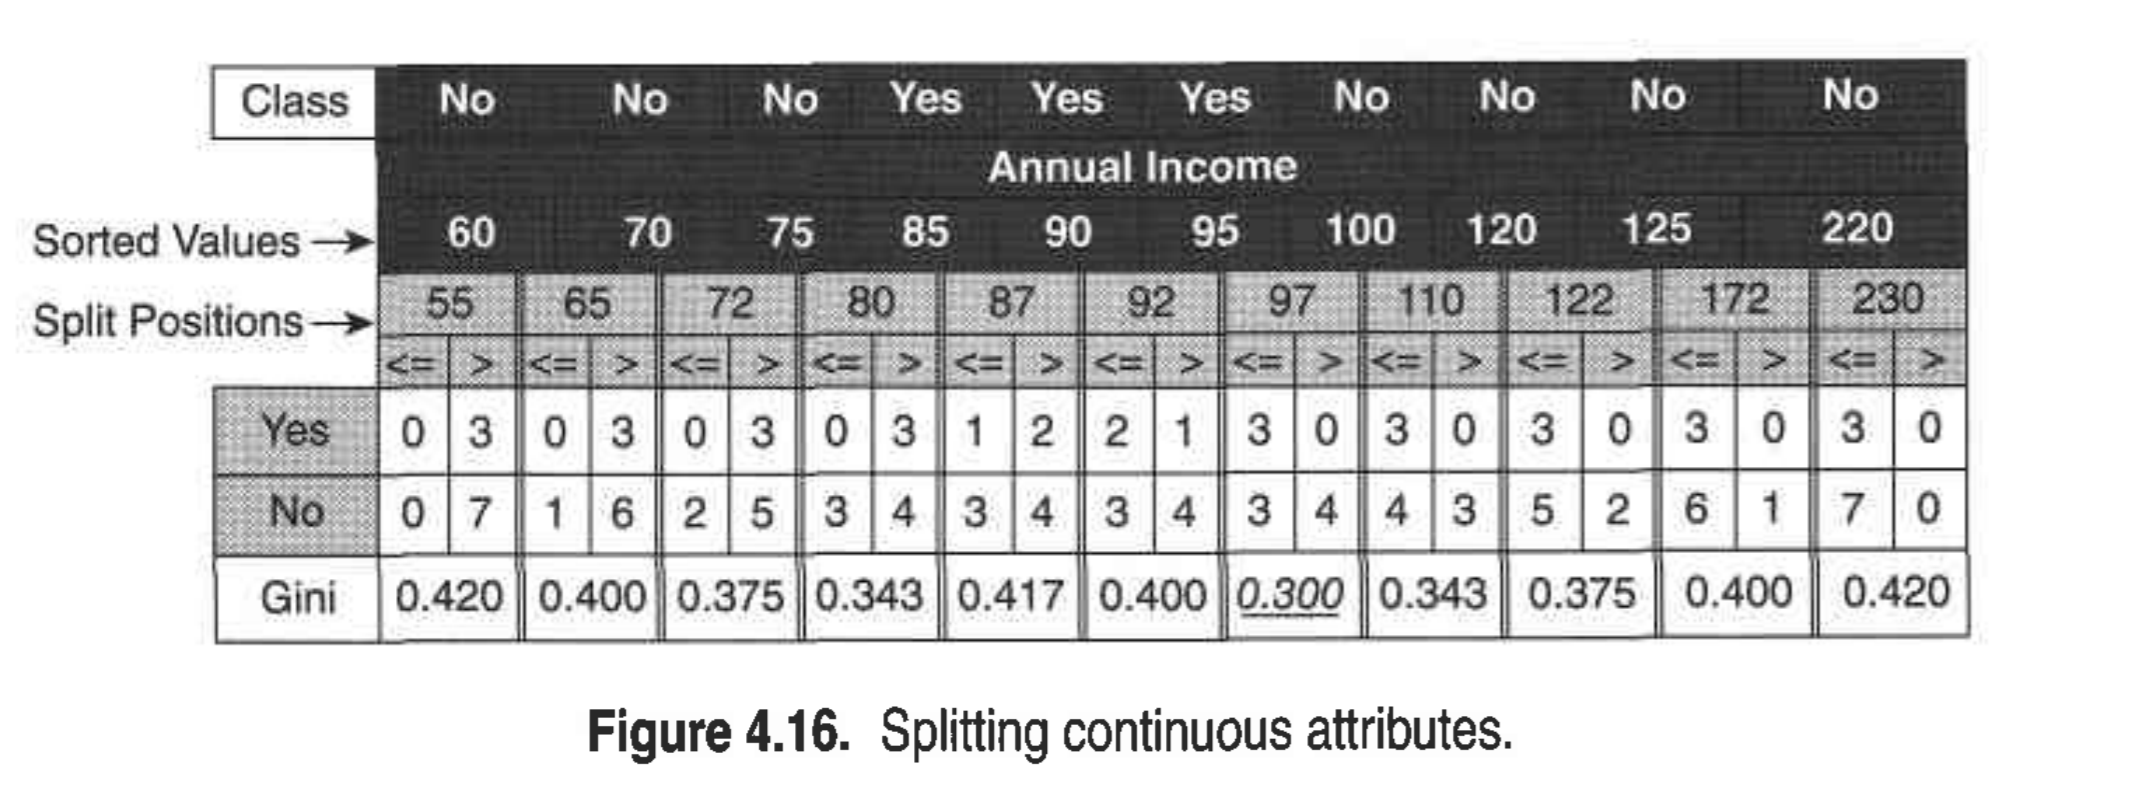 Class No No No Yes Yes Yes No No No No
Annual Income
Sorted Values → 60 70 75 85 90 95 100 120 125 220
Split Positions → 55 65 72 80 87 92 97 110 122 172 230
<= > <= > <= > <= > <= > <= > <= > <= > <= > <= > <= >
Yes 0 3 0 3 0 3 0 3 1 2 2 1 3 0 3 0 3 0 3 0 3 0
No 0 7 1 6 2 5 3 4 3 4 3 4 3 4 4 3 5 2 6 1 7 0
Gini 0.420 0.400 0.375 0.343 0.417 0.400 0.300 0.343 0.375 0.400 0.420
Figure 4.16. Splitting continuous attributes.